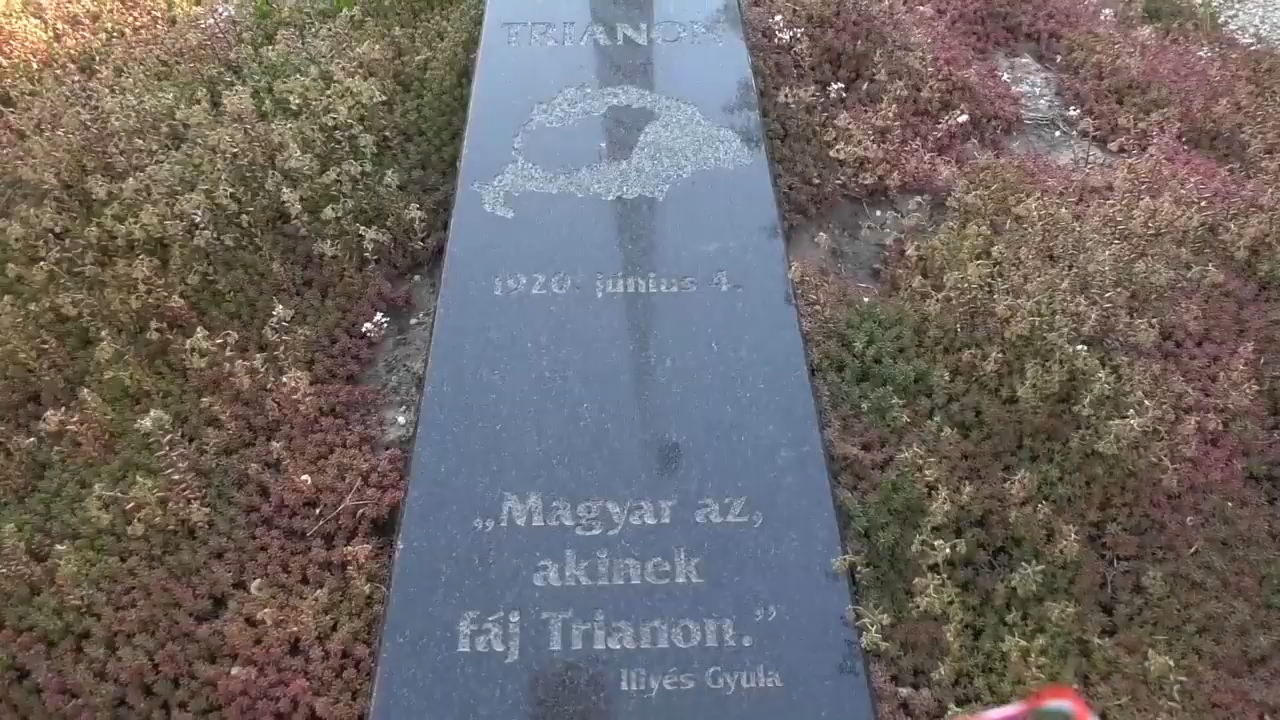 TRIANON
1920. június 4.
„Magyar az,
akinek
fáj Trianon.”
Illyés Gyula